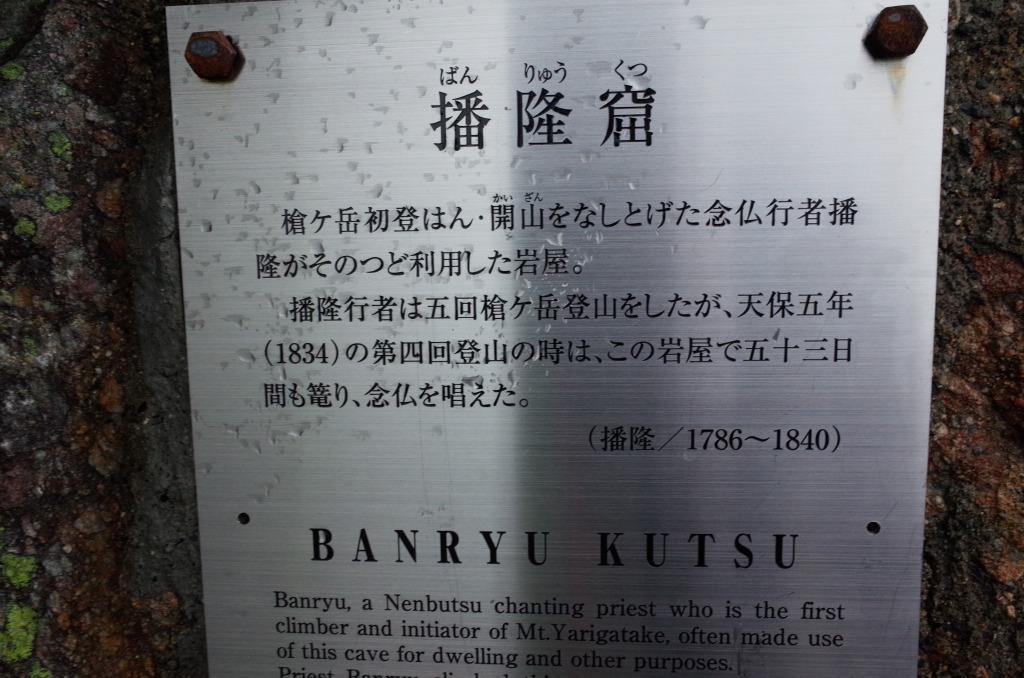 ばん りゅう くつ
播隆窟
かい ざん
槍ケ岳初登はん・開山をなしとげた念仏行者播
隆がそのつど利用した岩屋。
播隆行者は五回槍ケ岳登山をしたが、天保五年
(1834)の第四回登山の時は、この岩屋で五十三日
間も篭り、念仏を唱えた。
(播隆／1786～1840)
BANRYU KUTSU
Banryu, a Nenbutsu chanting priest who is the first
climber and initiator of Mt.Yarigatake, often made use
of this cave for dwelling and other purposes.
Priest Banryu climbed